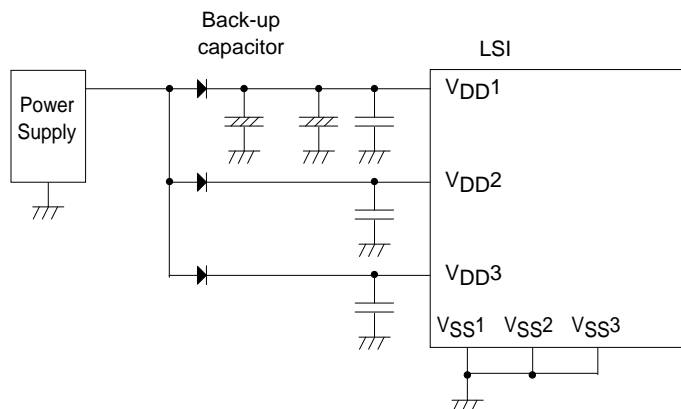 Back-up
capacitor
LSI
Power
Supply
VDD1
VDD2
VDD3
VSS1 VSS2 VSS3